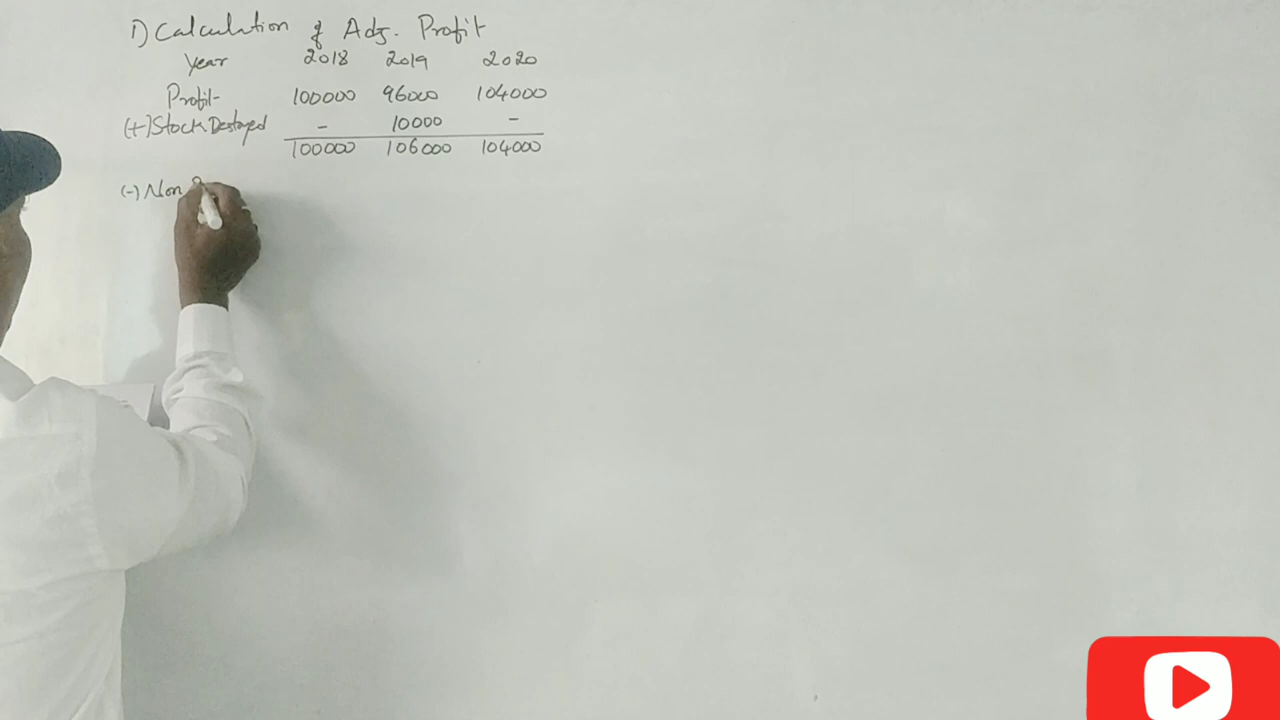 1) Calculation of Adj. Profit
Year 2018 2019 2020
Profit 100000 96000 104000
(+) Stock Destoyed - 10000 -
100000 106000 104000
(-) Non